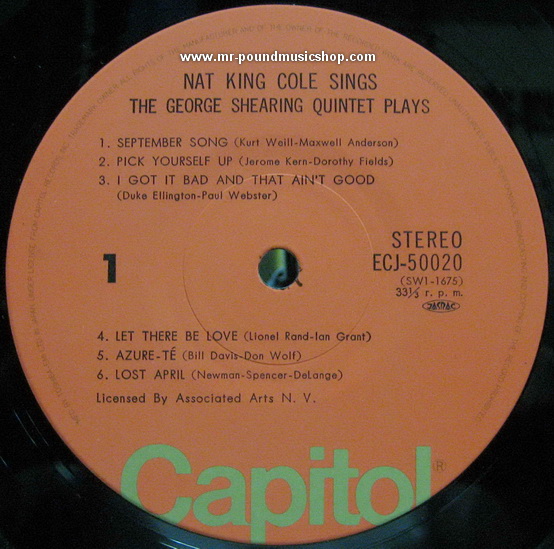 www.mr-poundmusicshop.com
NAT KING COLE SINGS
THE GEORGE SHEARING QUINTET PLAYS
1. SEPTEMBER SONG (Kurt Weill-Maxwell Anderson)
2. PICK YOURSELF UP (Jerome Kern-Dorothy Fields)
3. I GOT IT BAD AND THAT AIN'T GOOD
(Duke Ellington-Paul Webster)
1
STEREO
ECJ-50020
(SW1-1675)
33⅓ r. p. m.
JASRAC
4. LET THERE BE LOVE (Lionel Rand-Ian Grant)
5. AZURE-TÉ (Bill Davis-Don Wolf)
6. LOST APRIL (Newman-Spencer-DeLange)
Licensed By Associated Arts N. V.
Capitol
®